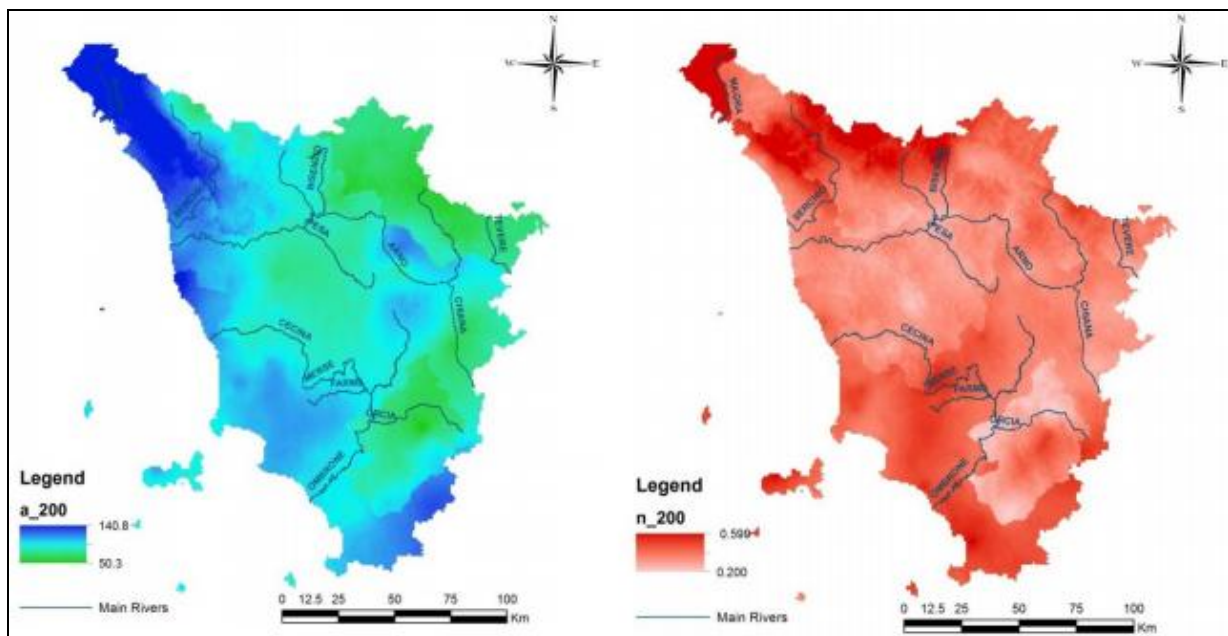 N
W E
S
SERCHIO
BISENZIO
PESA
ARNO
TEVERE
CHIANA
CECINA
MERSE
FARMA
ORCIA
OMBRONE
Legend
a_200
140.8
50.3
Main Rivers
0 12.5 25 50 75 100
Km
N
W E
S
MAGRA
SERCHIO
BISENZIO
PESA
ARNO
TEVERE
CHIANA
CECINA
MERSE
FARMA
ORCIA
OMBRONE
Legend
n_200
0.599
0.200
Main Rivers
0 12.5 25 50 75 100
Km